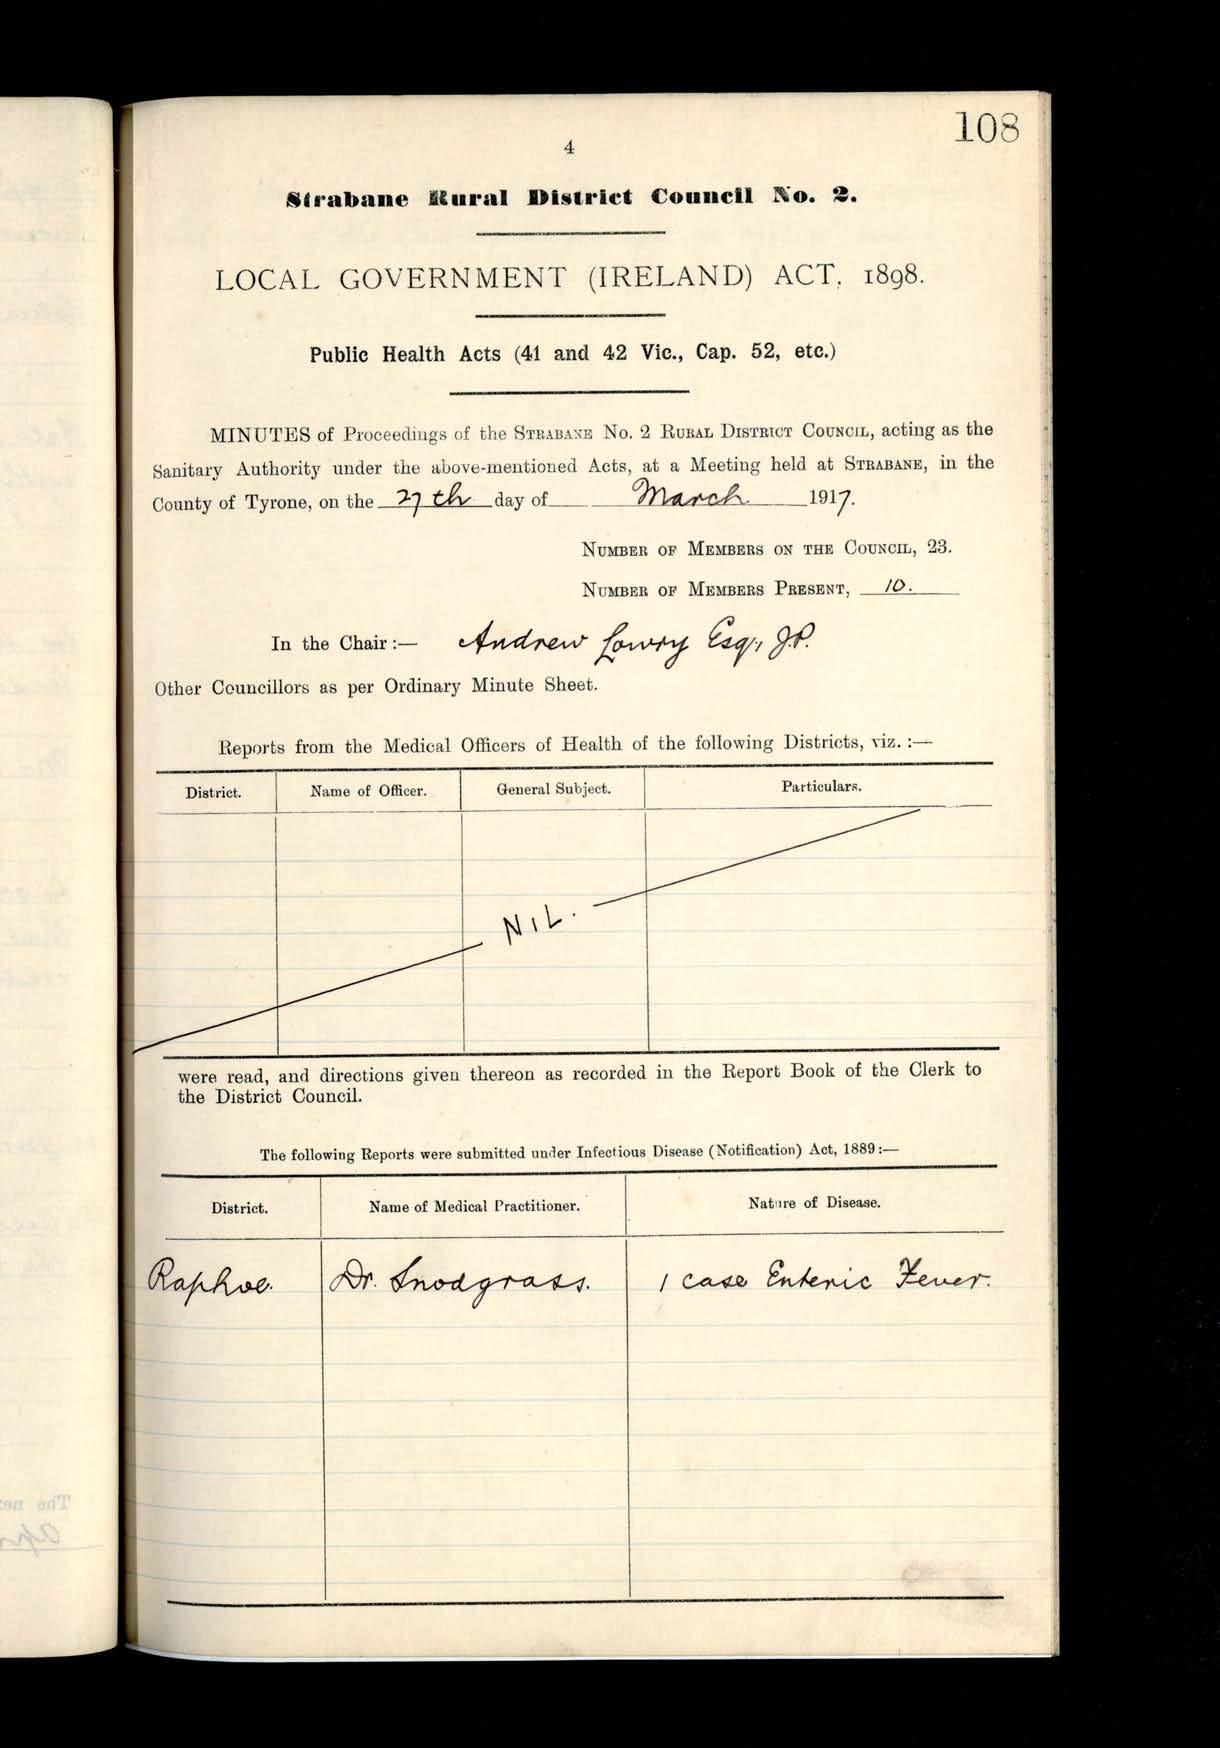 108
4
Strabane Rural District Council No. 2.
LOCAL GOVERNMENT (IRELAND) ACT, 1898.
Public Health Acts (41 and 42 Vic., Cap. 52, etc.)
MINUTES of Proceedings of the STRABANE No. 2 RURAL DISTRICT COUNCIL, acting as the
Sanitary Authority under the above-mentioned Acts, at a Meeting held at STRABANE, in the
County of Tyrone, on the 27th day of March 1917.
NUMBER OF MEMBERS ON THE COUNCIL, 23.
NUMBER OF MEMBERS PRESENT, 10.
In the Chair:— Andrew Lowry Esqr, J.P.
Other Councillors as per Ordinary Minute Sheet.
Reports from the Medical Officers of Health of the following Districts, viz. :—
District. Name of Officer. General Subject. Particulars.
NIL.
were read, and directions given thereon as recorded in the Report Book of the Clerk to
the District Council.
The following Reports were submitted under Infectious Disease (Notification) Act, 1889:—
District. Name of Medical Practitioner. Nature of Disease.
Raphoe. Dr. Snodgrass. 1 case Enteric Fever.